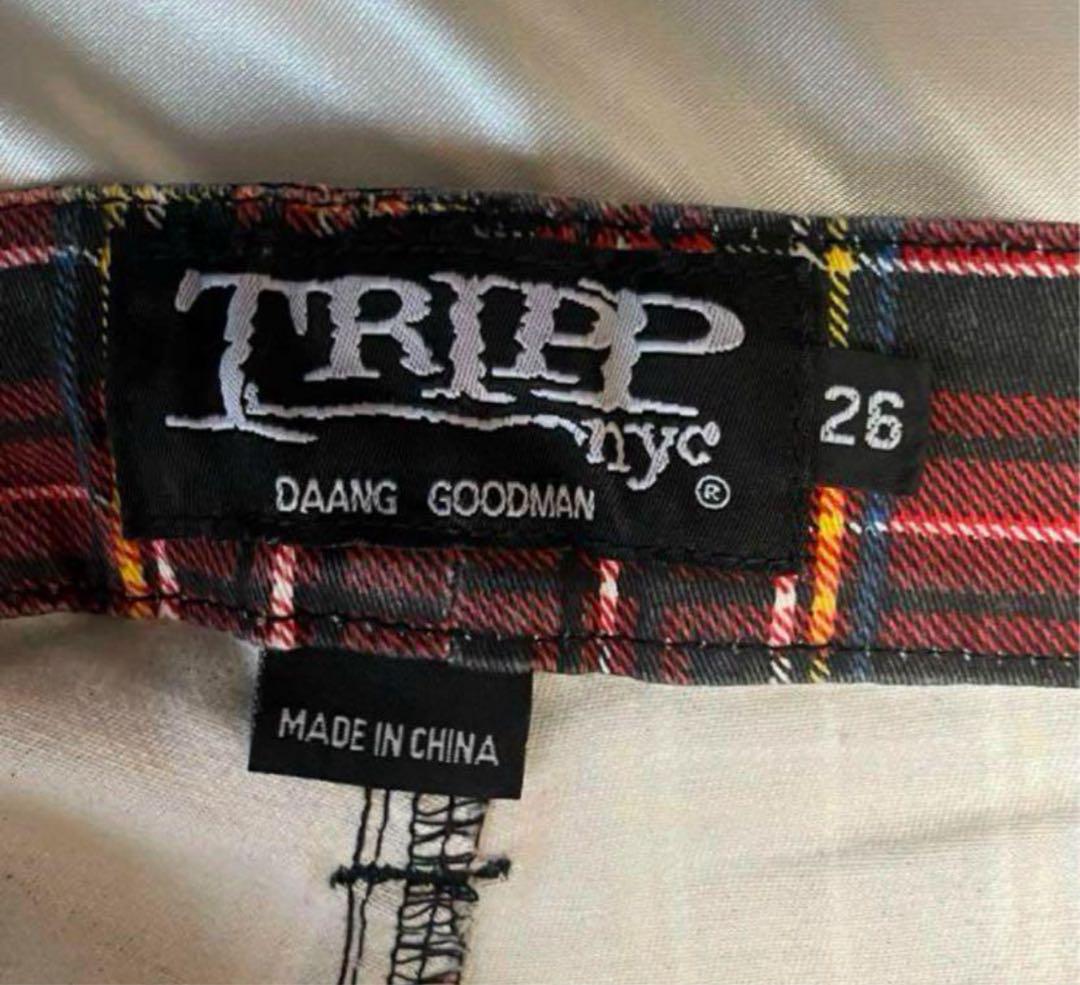 TRIPP
nyc
®
DAANG GOODMAN
26
MADE IN CHINA